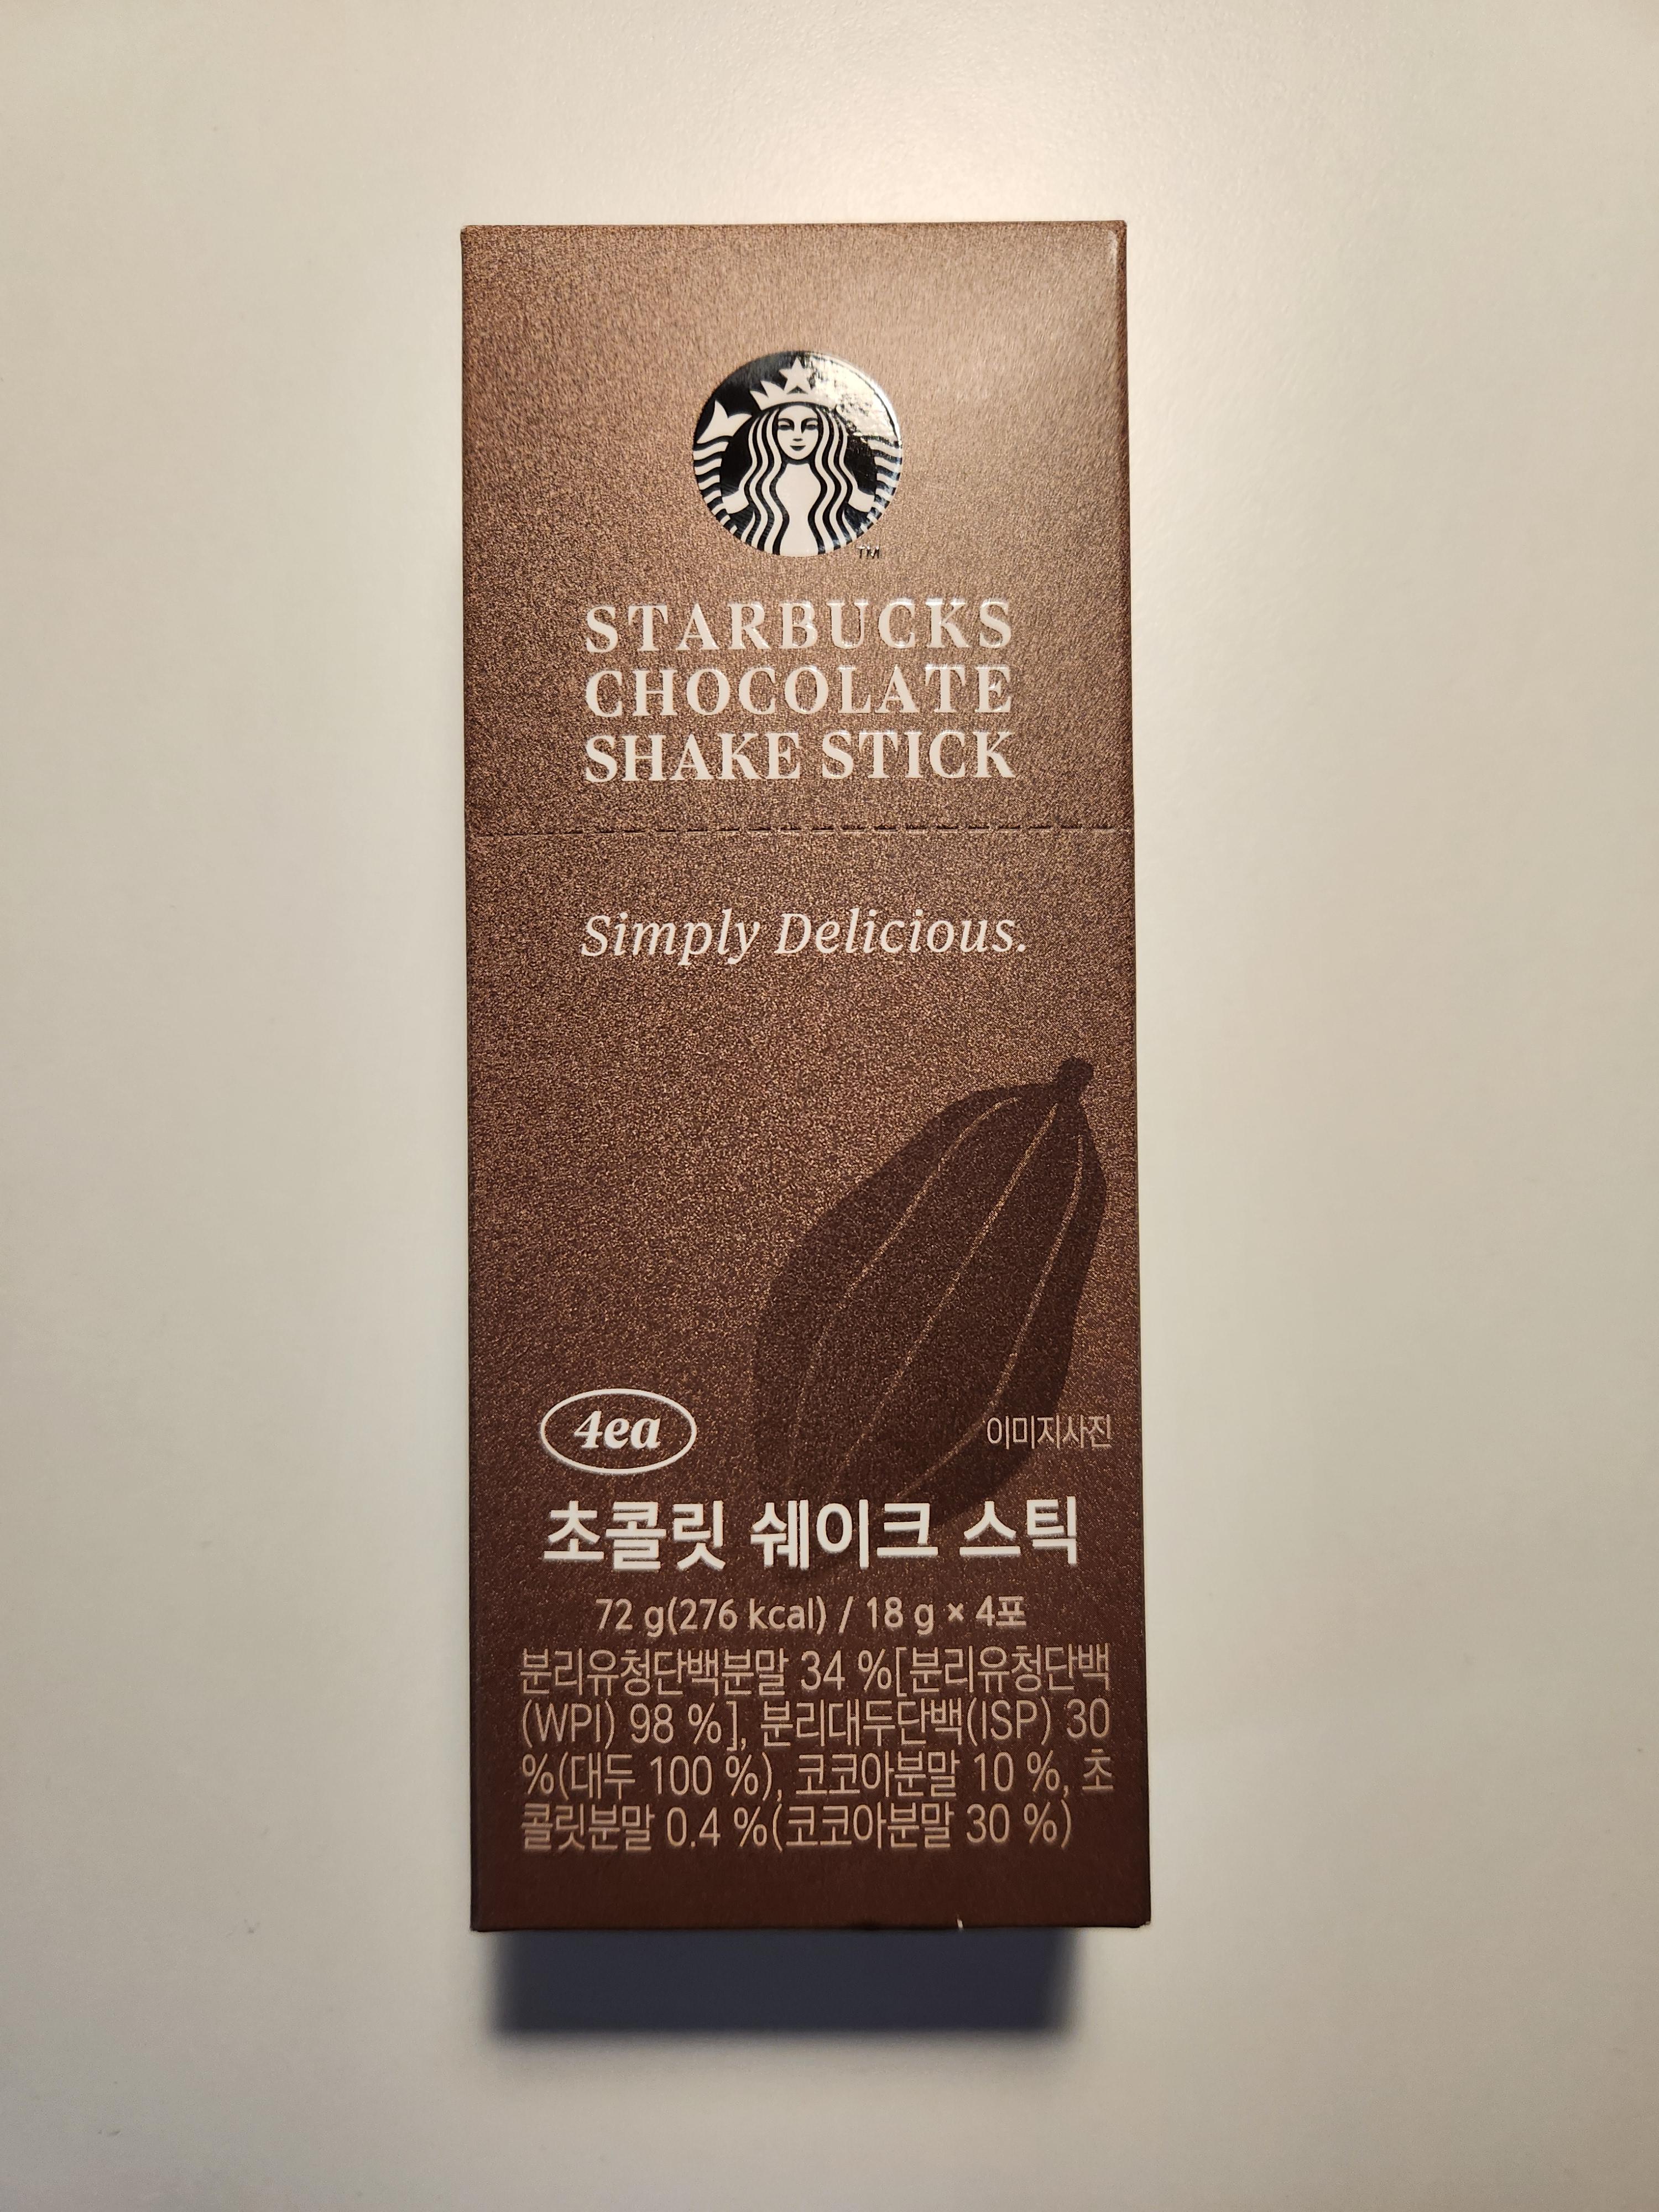 TM
STARBUCKS
CHOCOLATE
SHAKE STICK
Simply Delicious.
4ea
이미지사진
초콜릿 쉐이크 스틱
72 g(276 kcal) / 18 g × 4포
분리유청단백분말 34 %[분리유청단백
(WPI) 98 %], 분리대두단백(ISP) 30
%(대두 100 %), 코코아분말 10 %, 초
콜릿분말 0.4 %(코코아분말 30 %)